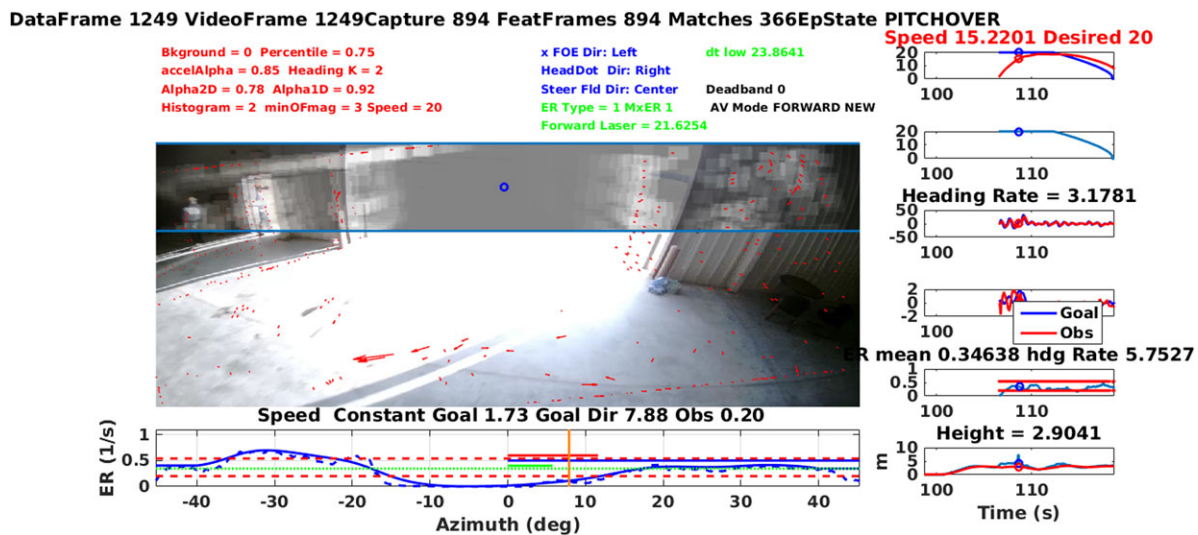 DataFrame 1249 VideoFrame 1249Capture 894 FeatFrames 894 Matches 366EpState PITCHOVER
Bkground = 0 Percentile = 0.75
accelAlpha = 0.85 Heading K = 2
Alpha2D = 0.78 Alpha1D = 0.92
Histogram = 2 minOFmag = 3 Speed = 20
x FOE Dir: Left
HeadDot Dir: Right
Steer Fld Dir: Center
ER Type = 1 MxER 1
Forward Laser = 21.6254
dt low 23.8641
Deadband 0
AV Mode FORWARD NEW
Speed 15.2201 Desired 20
20
10
0
100 110
20
10
0
100 110
Heading Rate = 3.1781
50
0
-50
100 110
2
0
-2
100
Goal
Obs
ER mean 0.34638 hdg Rate 5.7527
1
0.5
0
100 110
Height = 2.9041
m
10
5
0
100 110
Time (s)
Speed Constant Goal 1.73 Goal Dir 7.88 Obs 0.20
ER (1/s)
1
0.5
0
-40 -30 -20 -10 0 10 20 30 40
Azimuth (deg)